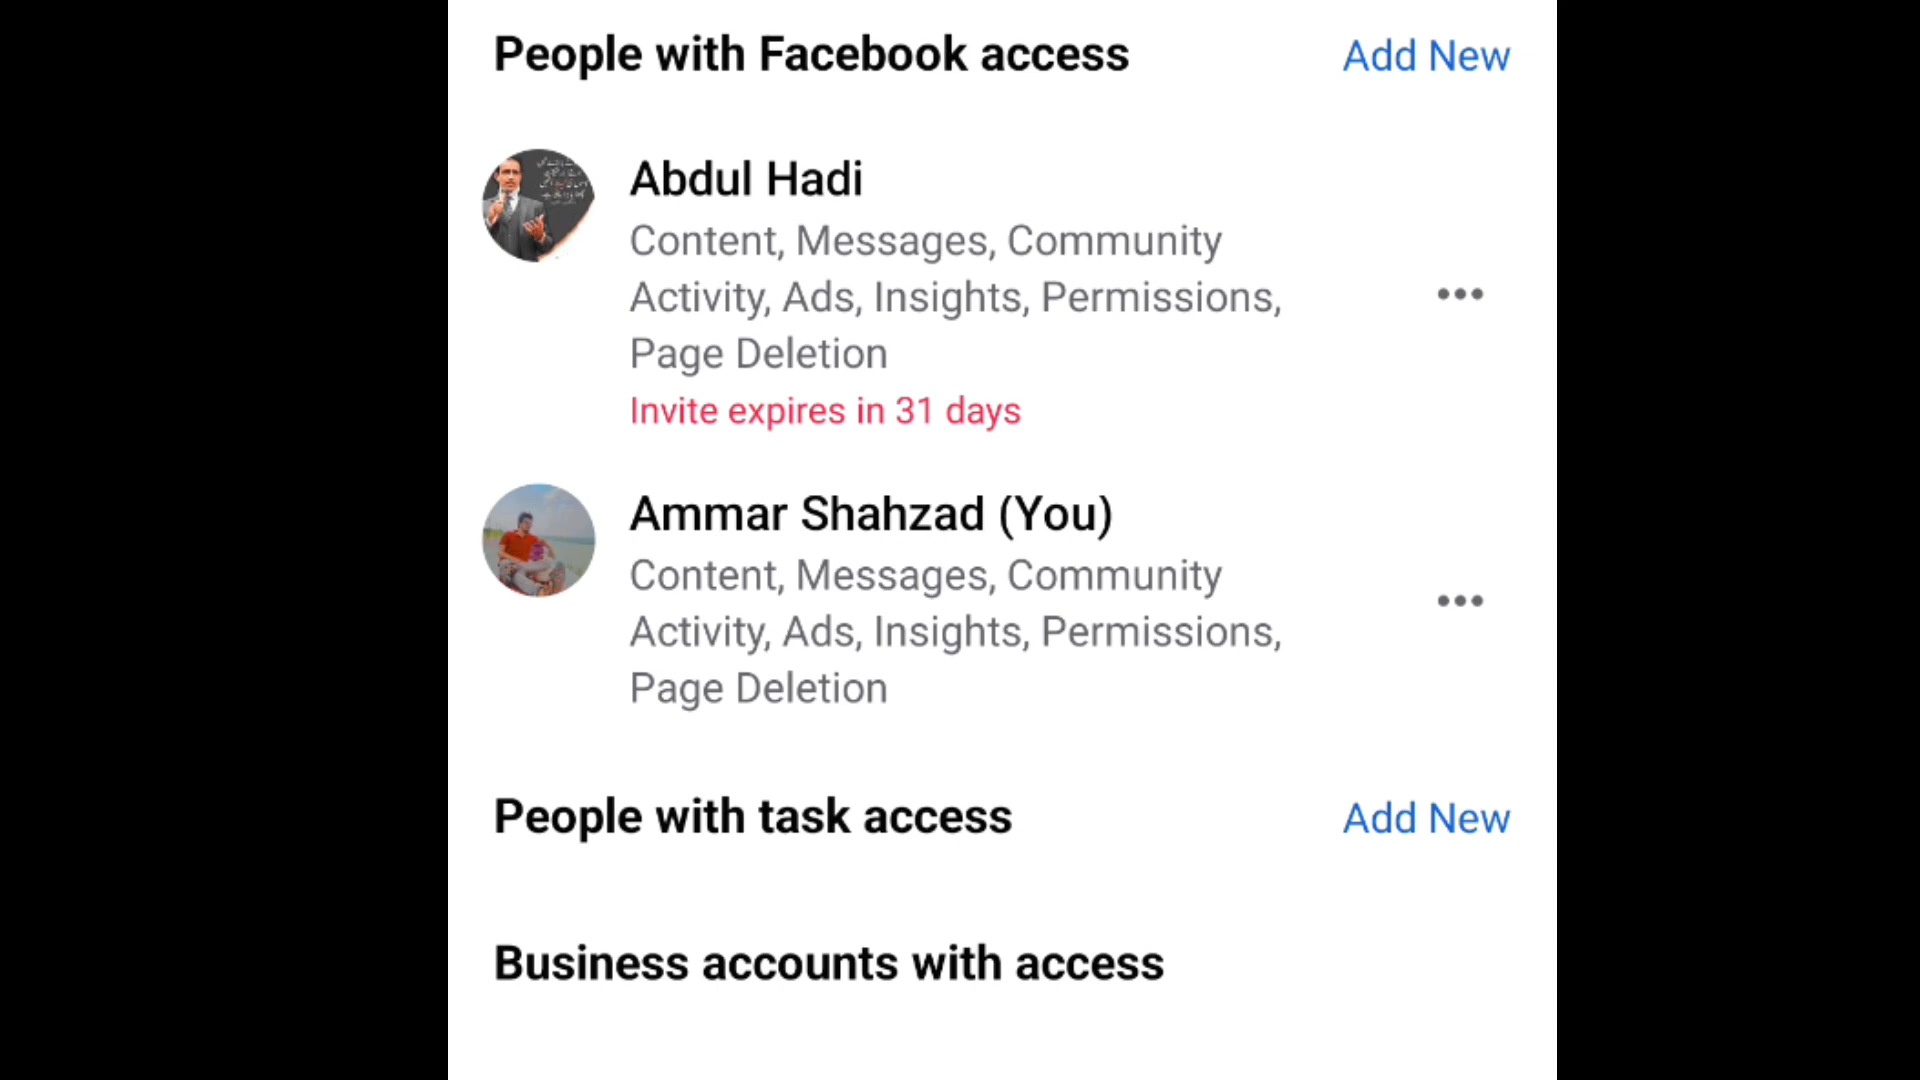 People with Facebook access
Add New
Abdul Hadi
Content, Messages, Community
Activity, Ads, Insights, Permissions,
Page Deletion
Invite expires in 31 days
Ammar Shahzad (You)
Content, Messages, Community
Activity, Ads, Insights, Permissions,
Page Deletion
People with task access
Add New
Business accounts with access